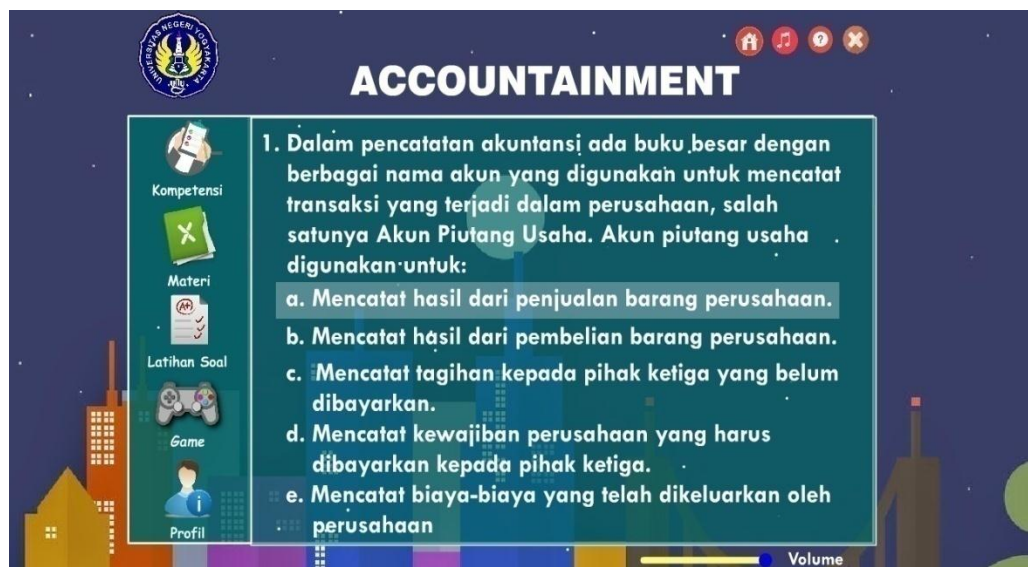 UNIVERSITAS NEGERI YOGYAKARTA
ACCOUNTAINMENT
Kompetensi
Materi
A+
Latihan Soal
Game
Profil
1. Dalam pencatatan akuntansi ada buku besar dengan
berbagai nama akun yang digunakan untuk mencatat
transaksi yang terjadi dalam perusahaan, salah
satunya Akun Piutang Usaha. Akun piutang usaha
digunakan untuk:
a. Mencatat hasil dari penjualan barang perusahaan.
b. Mencatat hasil dari pembelian barang perusahaan.
c. Mencatat tagihan kepada pihak ketiga yang belum
dibayarkan.
d. Mencatat kewajiban perusahaan yang harus
dibayarkan kepada pihak ketiga.
e. Mencatat biaya-biaya yang telah dikeluarkan oleh
perusahaan
Volume